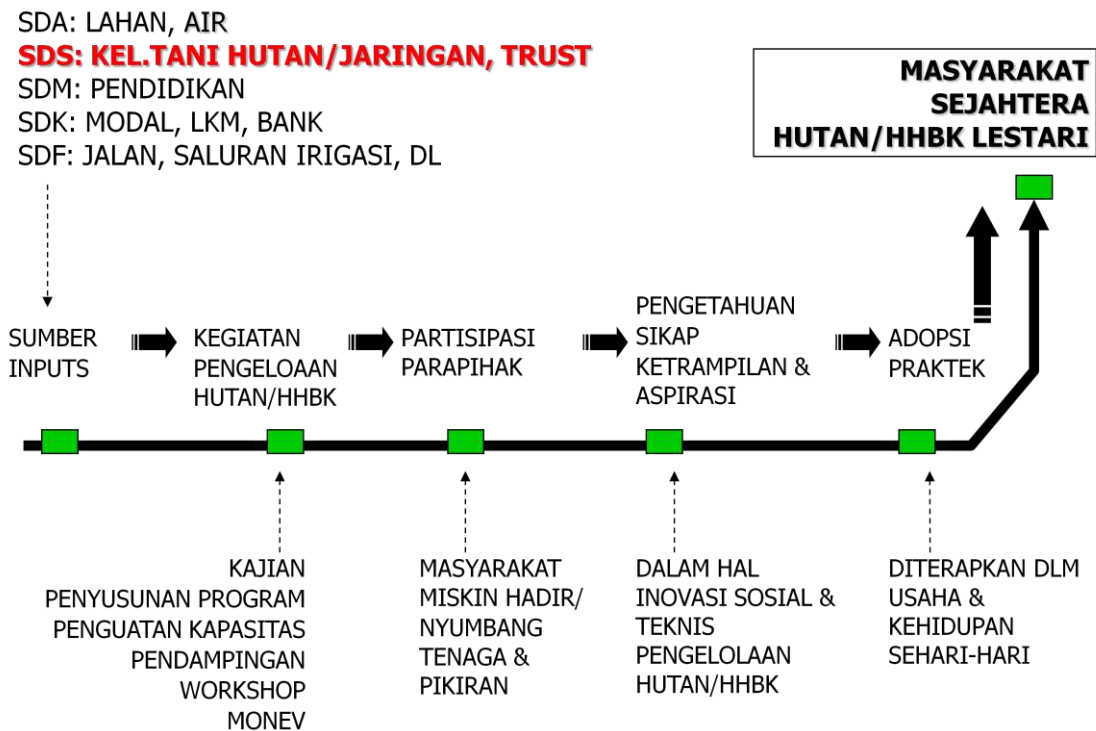 SDA: LAHAN, AIR
SDS: KEL.TANI HUTAN/JARINGAN, TRUST
SDM: PENDIDIKAN
SDK: MODAL, LKM, BANK
SDF: JALAN, SALURAN IRIGASI, DL
MASYARAKAT
SEJAHTERA
HUTAN/HHBK LESTARI
SUMBER
INPUTS
KEGIATAN
PENGELOAAN
HUTAN/HHBK
PARTISIPASI
PARAPIHAK
PENGETAHUAN
SIKAP
KETRAMPILAN &
ASPIRASI
ADOPSI
PRAKTEK
KAJIAN
PENYUSUNAN PROGRAM
PENGUATAN KAPASITAS
PENDAMPINGAN
WORKSHOP
MONEV
MASYARAKAT
MISKIN HADIR/
NYUMBANG
TENAGA &
PIKIRAN
DALAM HAL
INOVASI SOSIAL &
TEKNIS
PENGELOLAAN
HUTAN/HHBK
DITERAPKAN DLM
USAHA &
KEHIDUPAN
SEHARI-HARI